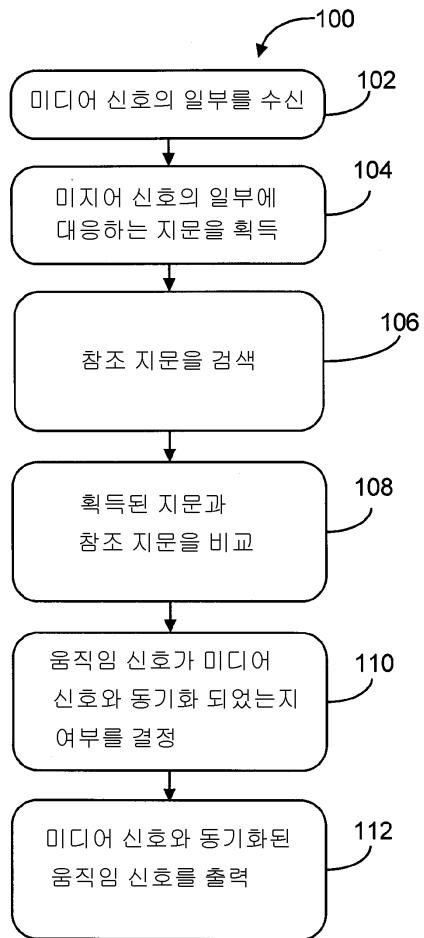 100
미디어 신호의 일부를 수신
102
미지어 신호의 일부에
대응하는 지문을 획득
104
참조 지문을 검색
106
획득된 지문과
참조 지문을 비교
108
움직임 신호가 미디어
신호와 동기화 되었는지
여부를 결정
110
미디어 신호와 동기화된
움직임 신호를 출력
112